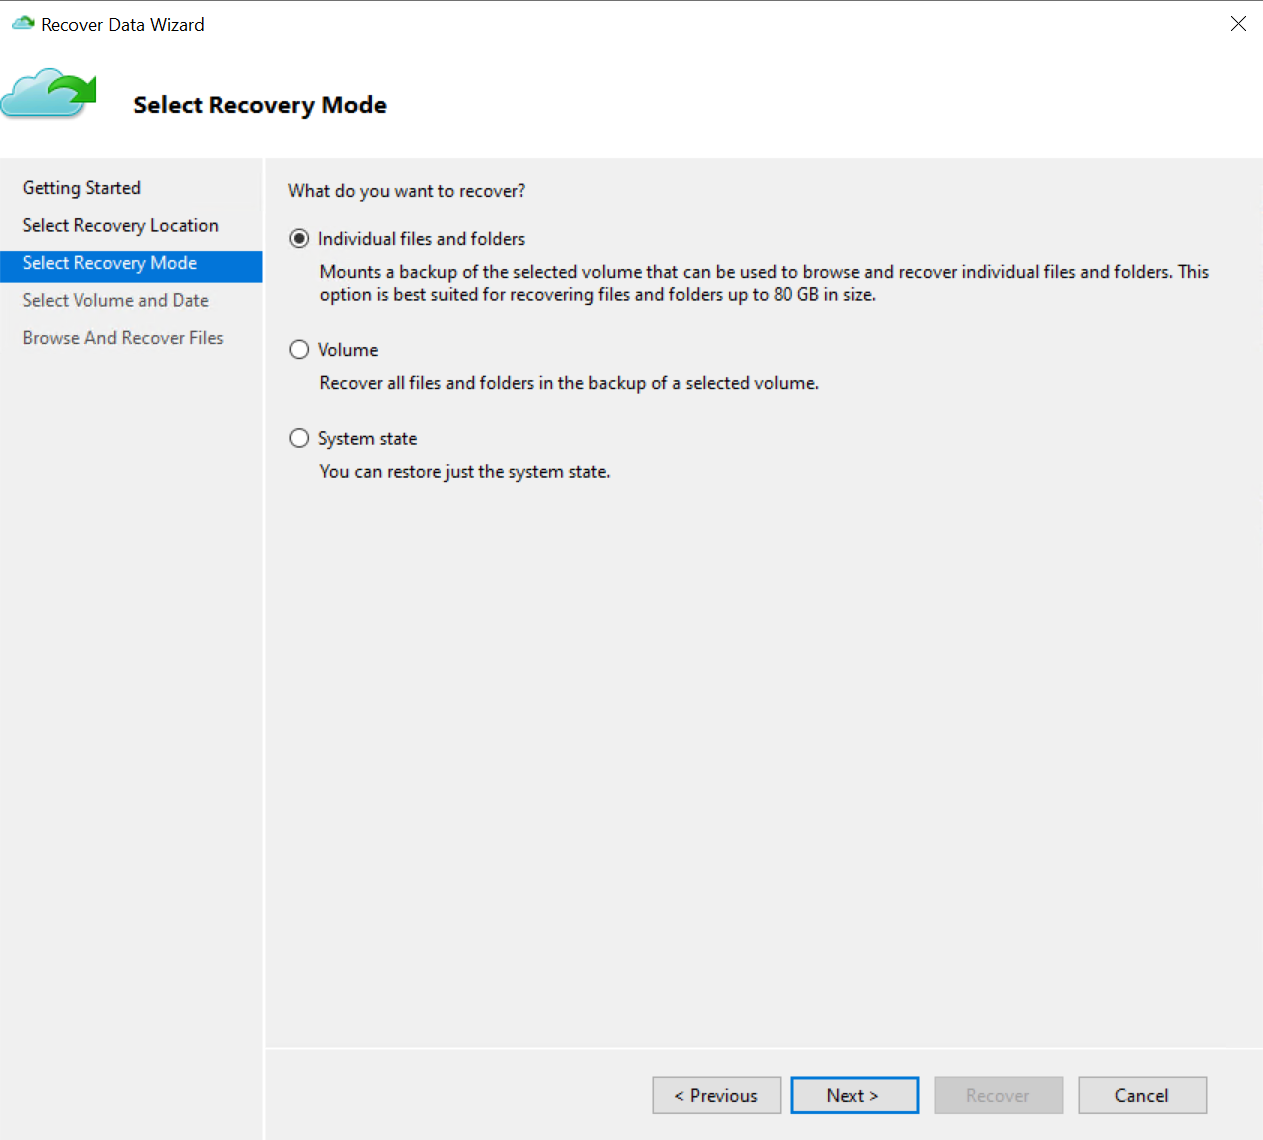 Recover Data Wizard
Select Recovery Mode
Getting Started
Select Recovery Location
Select Recovery Mode
Select Volume and Date
Browse And Recover Files
What do you want to recover?
Individual files and folders
Mounts a backup of the selected volume that can be used to browse and recover individual files and folders. This
option is best suited for recovering files and folders up to 80 GB in size.
Volume
Recover all files and folders in the backup of a selected volume.
System state
You can restore just the system state.
< Previous
Next >
Recover
Cancel